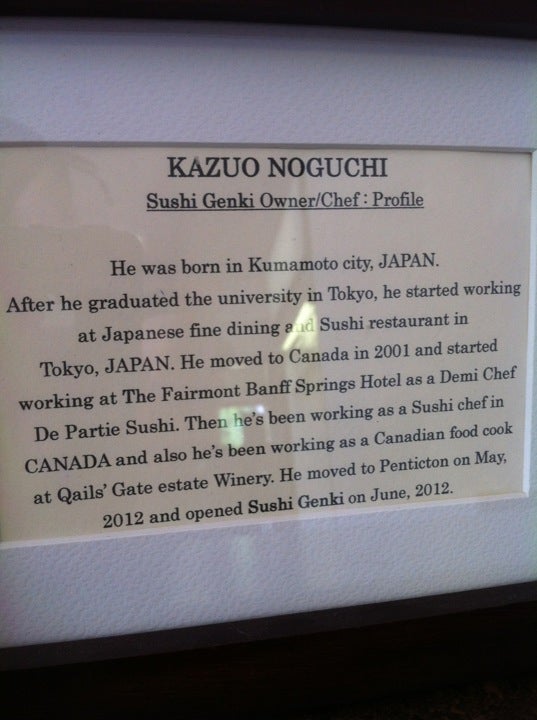 KAZUO NOGUCHI
Sushi Genki Owner/Chef : Profile
He was born in Kumamoto city, JAPAN.
After he graduated the university in Tokyo, he started working
at Japanese fine dining and Sushi restaurant in
Tokyo, JAPAN. He moved to Canada in 2001 and started
working at The Fairmont Banff Springs Hotel as a Demi Chef
De Partie Sushi. Then he's been working as a Sushi chef in
CANADA and also he's been working as a Canadian food cook
at Qails' Gate estate Winery. He moved to Penticton on May,
2012 and opened Sushi Genki on June, 2012.